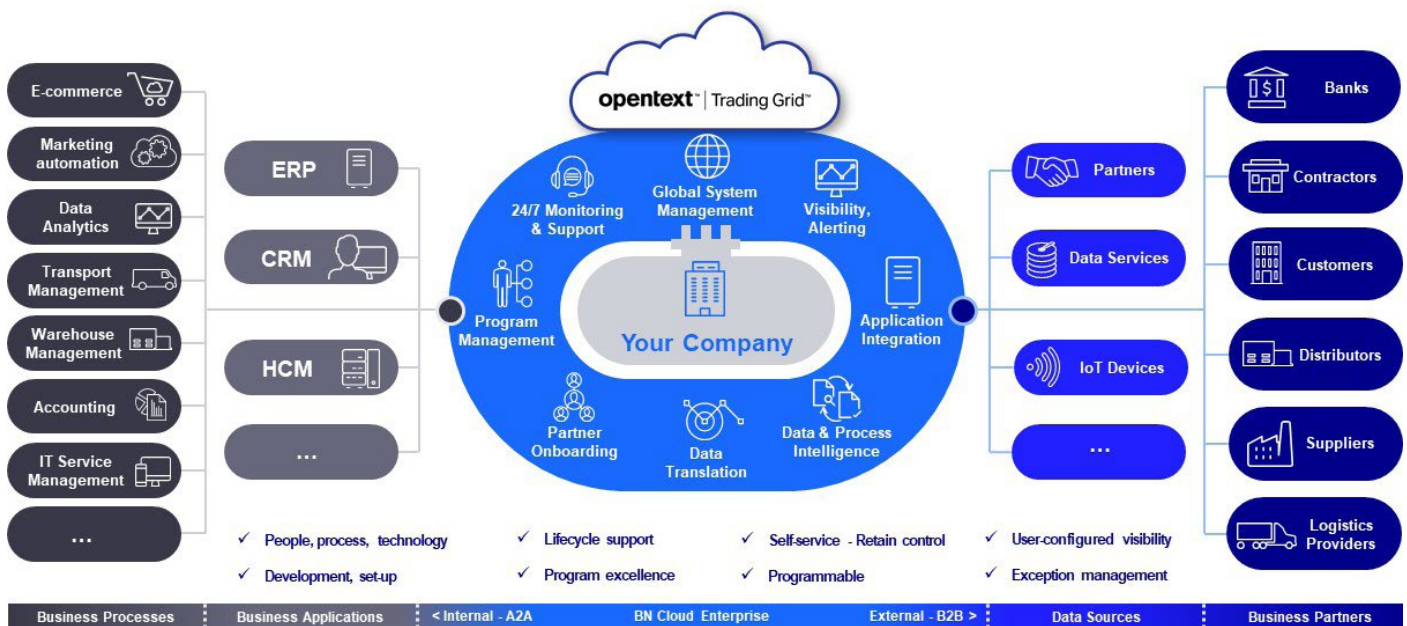 opentext™ | Trading Grid™
E-commerce
Marketing
automation
Data
Analytics
Transport
Management
Warehouse
Management
Accounting
IT Service
Management
...
ERP
CRM
HCM
...
24/7 Monitoring
& Support
Global System
Management
Visibility,
Alerting
Program
Management
Your Company
Application
Integration
Partner
Onboarding
Data
Translation
Data & Process
Intelligence
Partners
Data Services
IoT Devices
...
$
Banks
Contractors
Customers
Distributors
Suppliers
Logistics
Providers
✓ People, process, technology
✓ Development, set-up
✓ Lifecycle support
✓ Program excellence
✓ Self-service - Retain control
✓ Programmable
✓ User-configured visibility
✓ Exception management
Business Processes
Business Applications
< Internal - A2A
BN Cloud Enterprise
External - B2B >
Data Sources
Business Partners